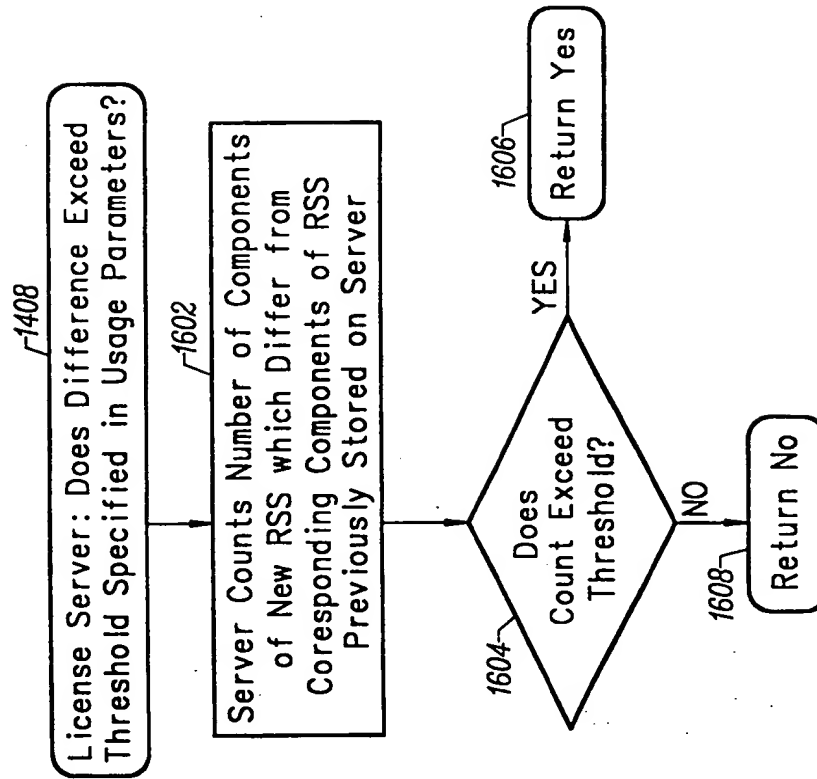 1408
License Server: Does Difference Exceed
Threshold Specified in Usage Parameters?
1602
Server Counts Number of Components
of New RSS which Differ from
Coresponding Components of RSS
Previously Stored on Server
1604
Does
Count Exceed
Threshold?
YES
1606
Return Yes
NO
1608
Return No